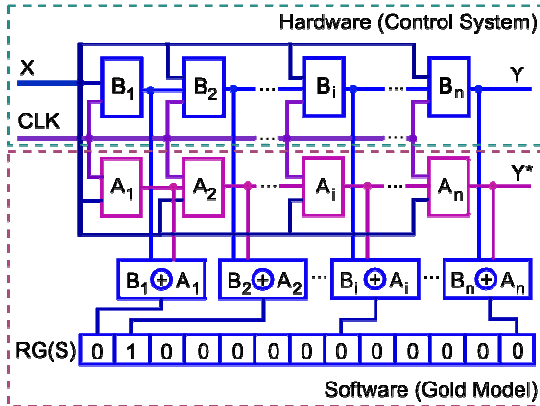 Hardware (Control System)
X
B1 B2 ... Bi ... Bn Y
CLK ... ...
A1 A2 ... Ai ... An Y*
B1 ⊕ A1 B2 ⊕ A2 ... Bi ⊕ Ai ... Bn ⊕ An
RG(S) 0 1 0 0 0 0 0 0 0 0 0 0 0
Software (Gold Model)